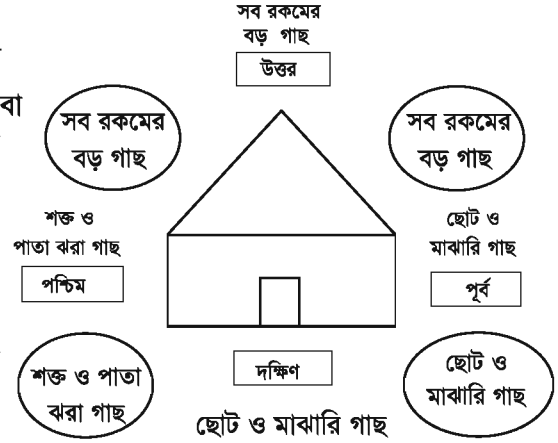 সব রকমের
বড় গাছ
উত্তর
বা
সব রকমের
বড় গাছ
সব রকমের
বড় গাছ
শক্ত ও
পাতা ঝরা গাছ
পশ্চিম
ছোট ও
মাঝারি গাছ
পূর্ব
শক্ত ও পাতা
ঝরা গাছ
দক্ষিণ
ছোট ও মাঝারি গাছ
ছোট ও
মাঝারি গাছ